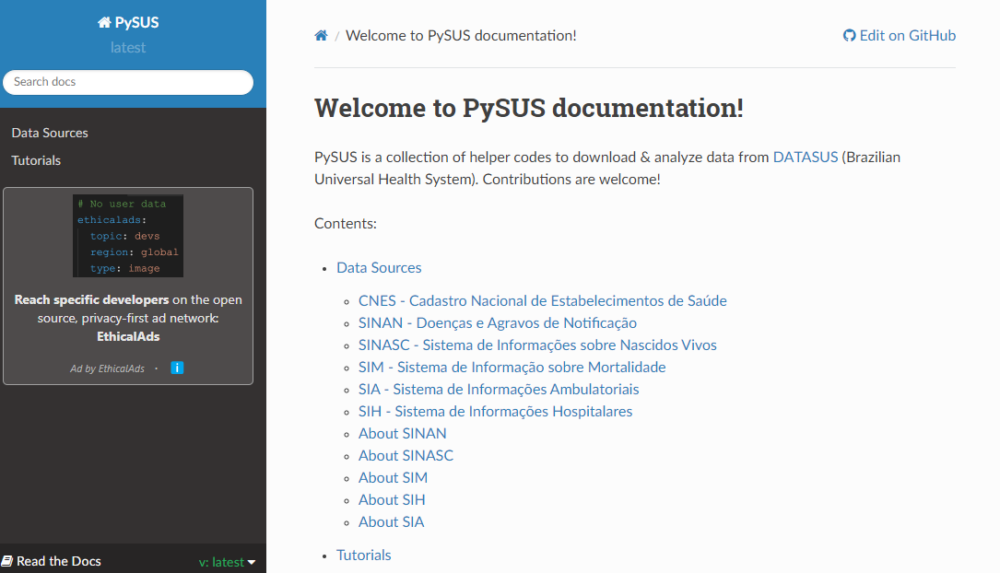 PySUS
latest
Search docs
Data Sources
Tutorials
# No user data
ethicalads:
topic: devs
region: global
type: image
Reach specific developers on the open
source, privacy-first ad network:
EthicalAds
Ad by EthicalAds · i
Read the Docs
v: latest
/ Welcome to PySUS documentation!
Edit on GitHub
Welcome to PySUS documentation!
PySUS is a collection of helper codes to download & analyze data from DATASUS (Brazilian
Universal Health System). Contributions are welcome!
Contents:
• Data Sources
◦ CNES - Cadastro Nacional de Estabelecimentos de Saúde
◦ SINAN - Doenças e Agravos de Notificação
◦ SINASC - Sistema de Informações sobre Nascidos Vivos
◦ SIM - Sistema de Informação sobre Mortalidade
◦ SIA - Sistema de Informações Ambulatoriais
◦ SIH - Sistema de Informações Hospitalares
◦ About SINAN
◦ About SINASC
◦ About SIM
◦ About SIH
◦ About SIA
• Tutorials